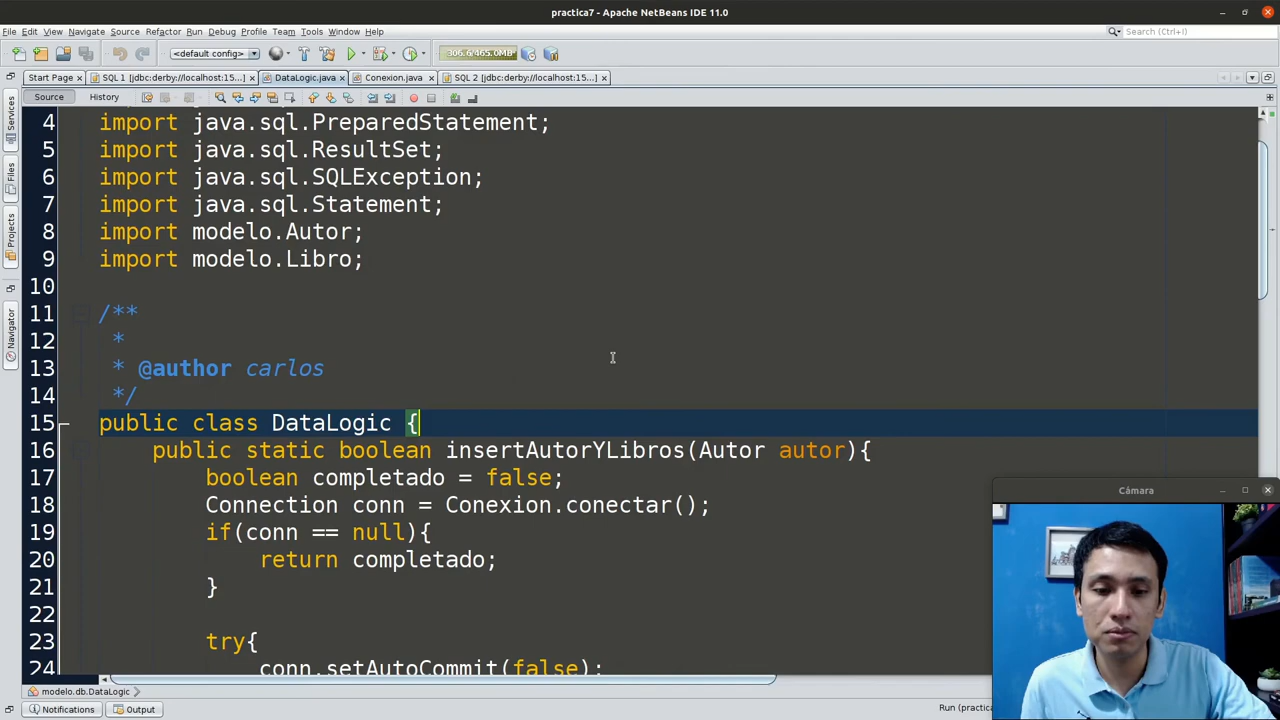 practica7 - Apache NetBeans IDE 11.0
File Edit View Navigate Source Refactor Run Debug Profile Team Tools Window Help
Search (Ctrl+I)
<default config>
306.6/465.0MB
Start Page
SQL 1 [jdbc:derby://localhost:15...]
DataLogic.java
Conexion.java
SQL 2 [jdbc:derby://localhost:15...]
Source History
Services
Files
Projects
Navigator
4 import java.sql.PreparedStatement;
5 import java.sql.ResultSet;
6 import java.sql.SQLException;
7 import java.sql.Statement;
8 import modelo.Autor;
9 import modelo.Libro;
10
11 /**
12 *
13 * @author carlos
14 */
15 public class DataLogic {
16 public static boolean insertAutorYLibros(Autor autor){
17 boolean completado = false;
18 Connection conn = Conexion.conectar();
19 if(conn == null){
20 return completado;
21 }
22
23 try{
24 conn.setAutoCommit(false);
Cámara
modelo.db.DataLogic
Notifications Output
Run (practica